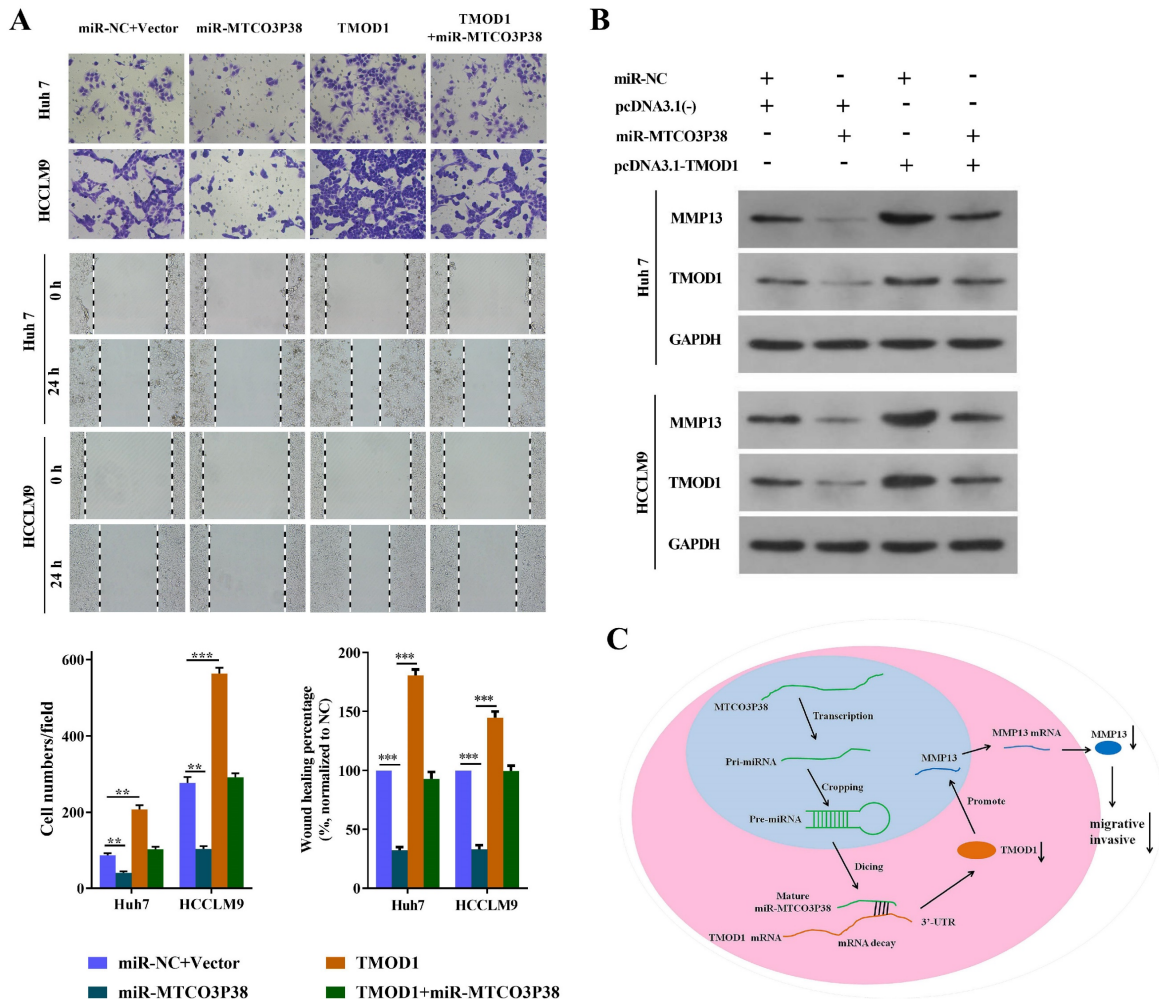 A
miR-NC+Vector
miR-MTCO3P38
TMOD1
TMOD1
+miR-MTCO3P38
Huh 7
HCCLM9
Huh 7
0 h
24 h
HCCLM9
0 h
24 h
Cell numbers/field
600
400
200
0
** ** ** ***
Huh7 HCCLM9
Wound healing percentage
(%, normalized to NC)
200
150
100
50
0
*** *** *** ***
Huh7 HCCLM9
miR-NC+Vector
TMOD1
miR-MTCO3P38
TMOD1+miR-MTCO3P38
B
miR-NC + - + -
pcDNA3.1(-) + + - -
miR-MTCO3P38 - + - +
pcDNA3.1-TMOD1 - - + +
Huh 7
MMP13
TMOD1
GAPDH
HCCLM9
MMP13
TMOD1
GAPDH
C
MTCO3P38
Transcription
Pri-miRNA
Cropping
Pre-miRNA
Dicing
Mature
miR-MTCO3P38
TMOD1 mRNA
mRNA decay
3'-UTR
TMOD1
Promote
MMP13
MMP13 mRNA
MMP13
migrative
invasive